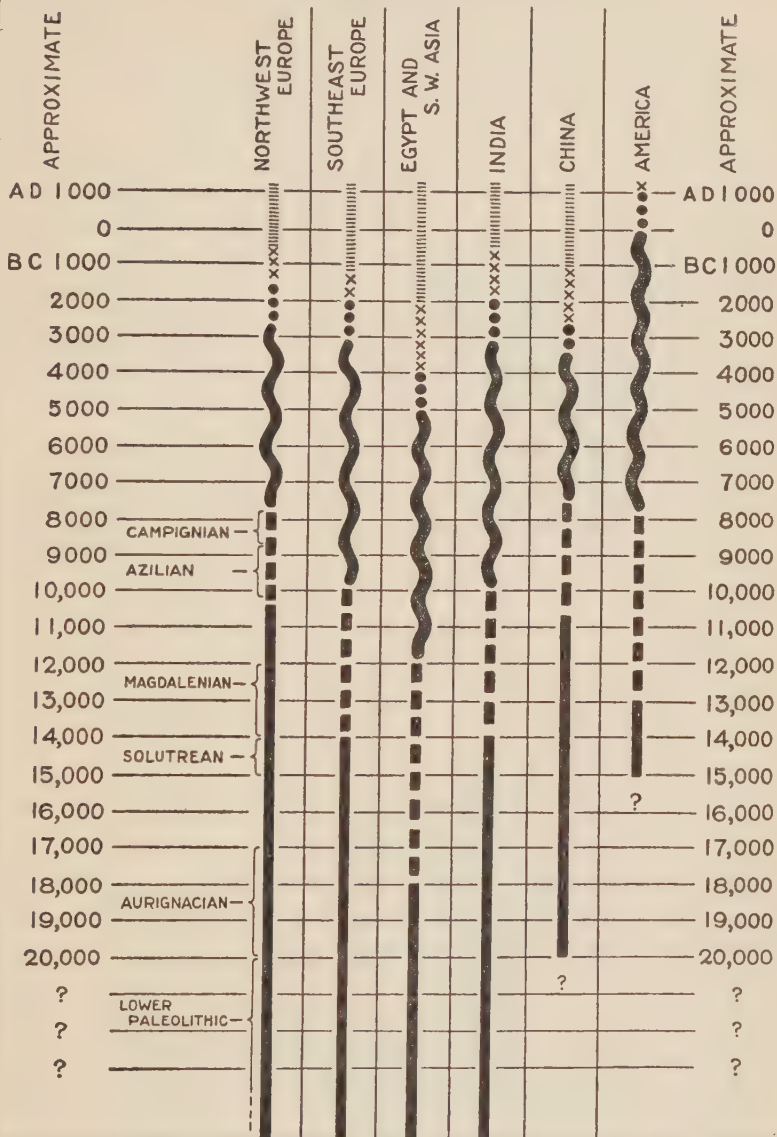 APPROXIMATE
NORTHWEST
EUROPE
SOUTHEAST
EUROPE
EGYPT AND
S. W. ASIA
INDIA
CHINA
AMERICA
APPROXIMATE
AD 1000 AD 1000
0 0
BC 1000 BC 1000
2000 2000
3000 3000
4000 4000
5000 5000
6000 6000
7000 7000
8000 8000
CAMPIGNIAN
9000 9000
AZILIAN
10,000 10,000
11,000 11,000
12,000 12,000
MAGDALENIAN
13,000 13,000
14,000 14,000
SOLUTREAN
15,000 15,000
?
16,000 16,000
17,000 17,000
18,000 18,000
AURIGNACIAN
19,000 19,000
20,000 20,000
?
? ?
LOWER
PALEOLITHIC
? ?
? ?